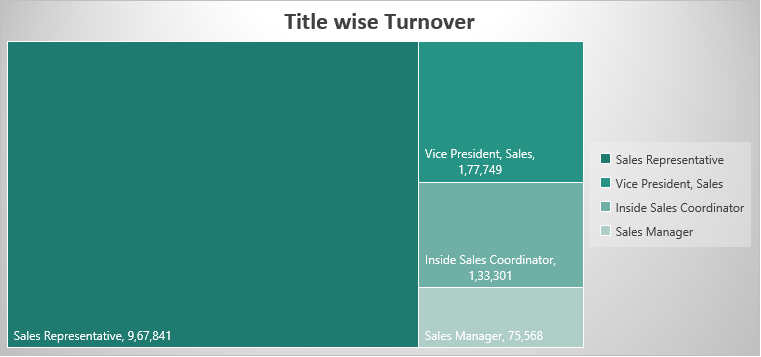 Title wise Turnover
Vice President, Sales,
1,77,749
Inside Sales Coordinator,
1,33,301
Sales Representative, 9,67,841
Sales Manager, 75,568
Sales Representative
Vice President, Sales
Inside Sales Coordinator
Sales Manager